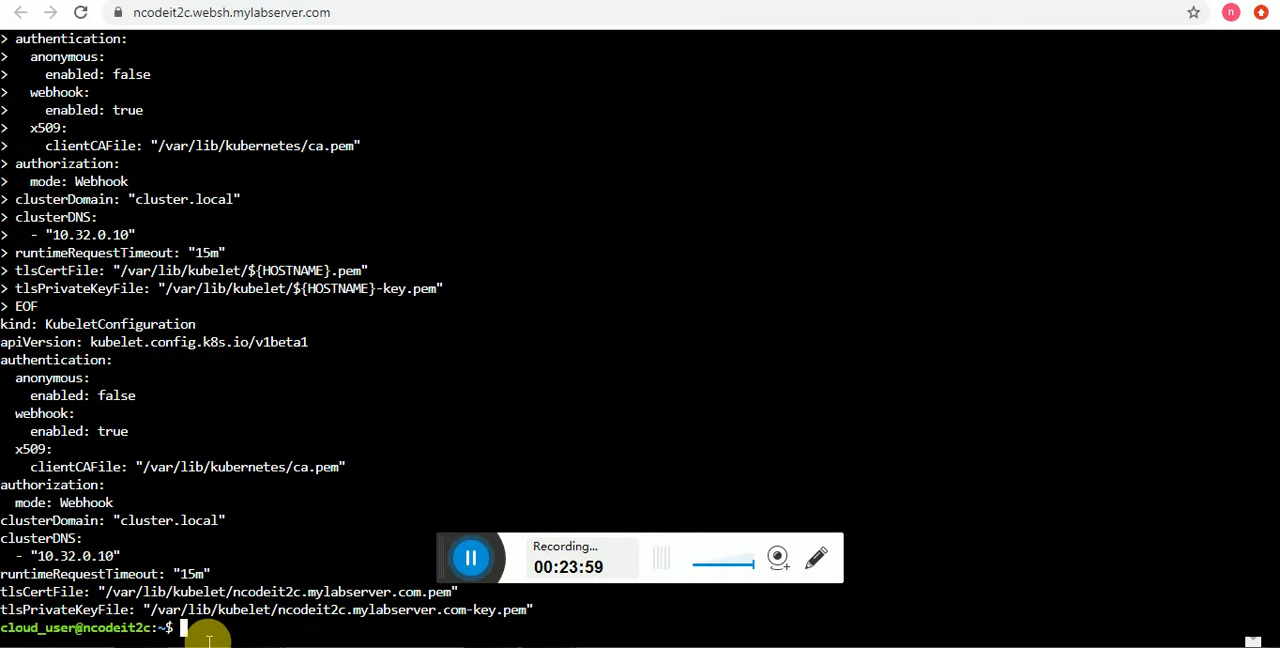 ncodeit2c.websh.mylabserver.com
n
> authentication:
>   anonymous:
>     enabled: false
>   webhook:
>     enabled: true
>   x509:
>     clientCAFile: "/var/lib/kubernetes/ca.pem"
> authorization:
>   mode: Webhook
> clusterDomain: "cluster.local"
> clusterDNS:
>   - "10.32.0.10"
> runtimeRequestTimeout: "15m"
> tlsCertFile: "/var/lib/kubelet/${HOSTNAME}.pem"
> tlsPrivateKeyFile: "/var/lib/kubelet/${HOSTNAME}-key.pem"
> EOF
kind: KubeletConfiguration
apiVersion: kubelet.config.k8s.io/v1beta1
authentication:
  anonymous:
    enabled: false
  webhook:
    enabled: true
  x509:
    clientCAFile: "/var/lib/kubernetes/ca.pem"
authorization:
  mode: Webhook
clusterDomain: "cluster.local"
clusterDNS:
  - "10.32.0.10"
runtimeRequestTimeout: "15m"
tlsCertFile: "/var/lib/kubelet/ncodeit2c.mylabserver.com.pem"
tlsPrivateKeyFile: "/var/lib/kubelet/ncodeit2c.mylabserver.com-key.pem"
cloud_user@ncodeit2c:~$
Recording...
00:23:59